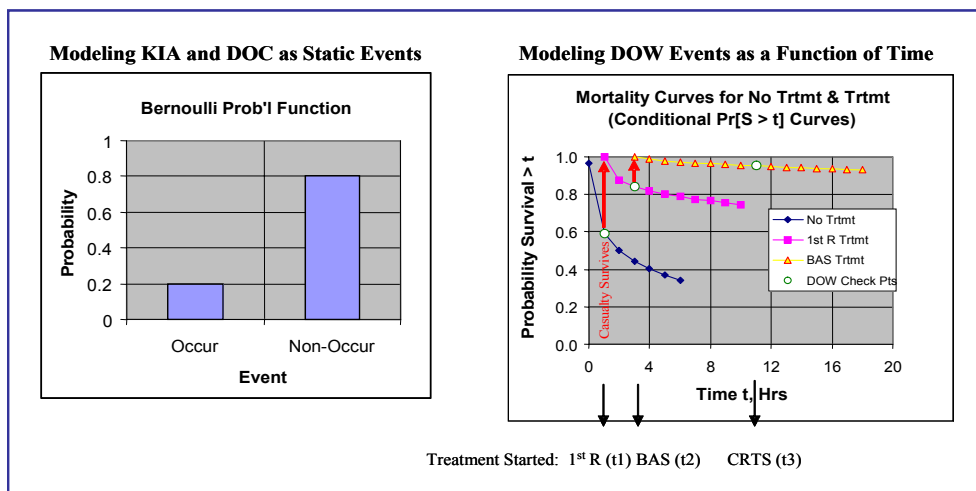 Modeling KIA and DOC as Static Events
Bernoulli Prob'l Function
Probability
1
0.8
0.6
0.4
0.2
0
Occur Non-Occur
Event
Modeling DOW Events as a Function of Time
Mortality Curves for No Trtmt & Trtmt
(Conditional Pr[S > t] Curves)
Probability Survival > t
1.0
0.8
0.6
0.4
0.2
0.0
Casualty Survives
No Trtmt
1st R Trtmt
BAS Trtmt
DOW Check Pts
0 4 8 12 16 20
Time t, Hrs
Treatment Started: 1st R (t1) BAS (t2) CRTS (t3)